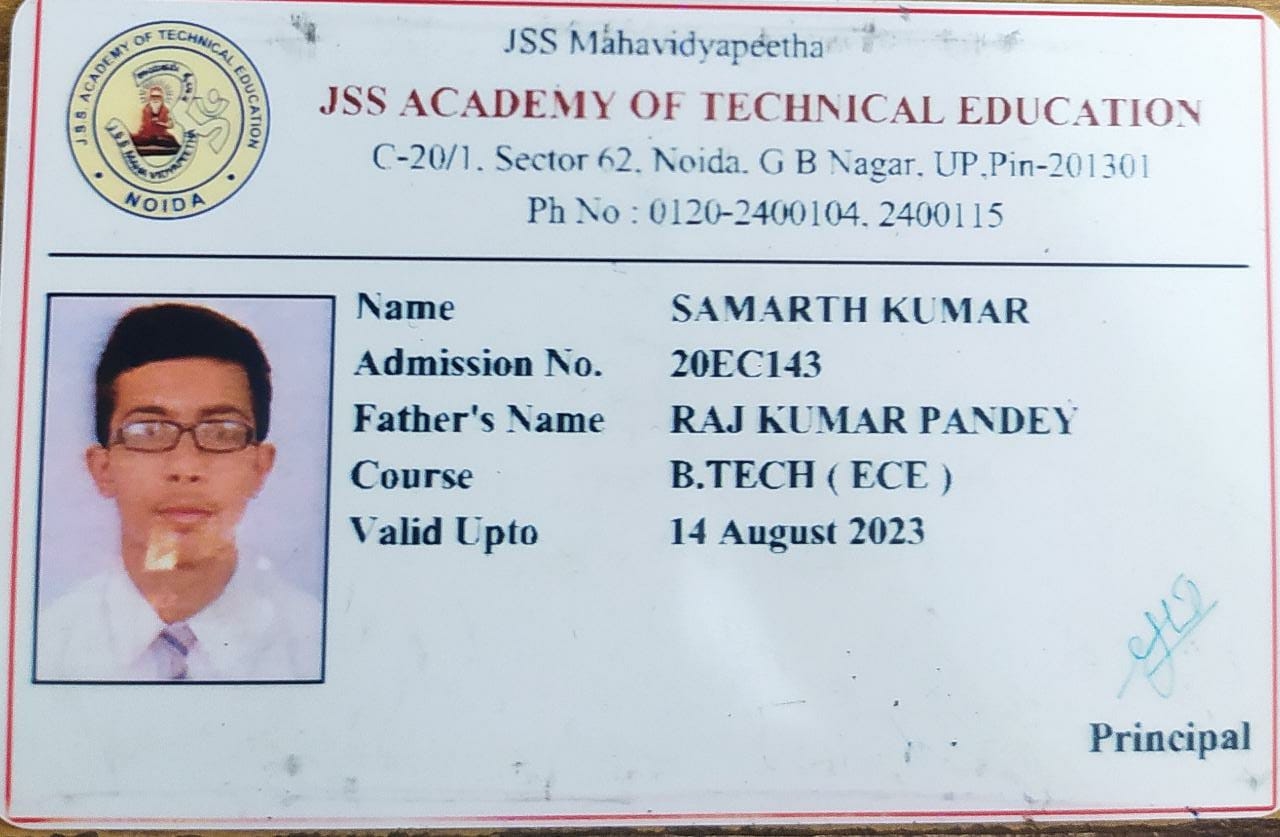 JSS Mahavidyapeetha
JSS ACADEMY OF TECHNICAL EDUCATION
C-20/1, Sector 62, Noida. G B Nagar, UP,Pin-201301
Ph No : 0120-2400104, 2400115
J.S.S ACADEMY OF TECHNICAL EDUCATION
J.S.S MAHA VIDYAPEETHA
NOIDA
Name SAMARTH KUMAR
Admission No. 20EC143
Father's Name RAJ KUMAR PANDEY
Course B.TECH ( ECE )
Valid Upto 14 August 2023
Principal